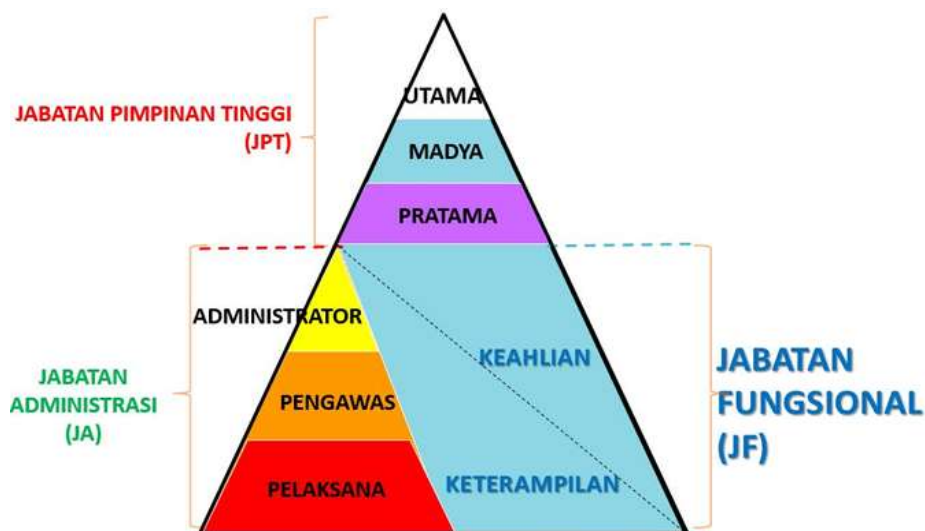 UTAMA
JABATAN PIMPINAN TINGGI
(JPT)
MADYA
PRATAMA
ADMINISTRATOR
KEAHLIAN
JABATAN
FUNGSIONAL
(JF)
JABATAN
ADMINISTRASI
(JA)
PENGAWAS
PELAKSANA
KETERAMPILAN